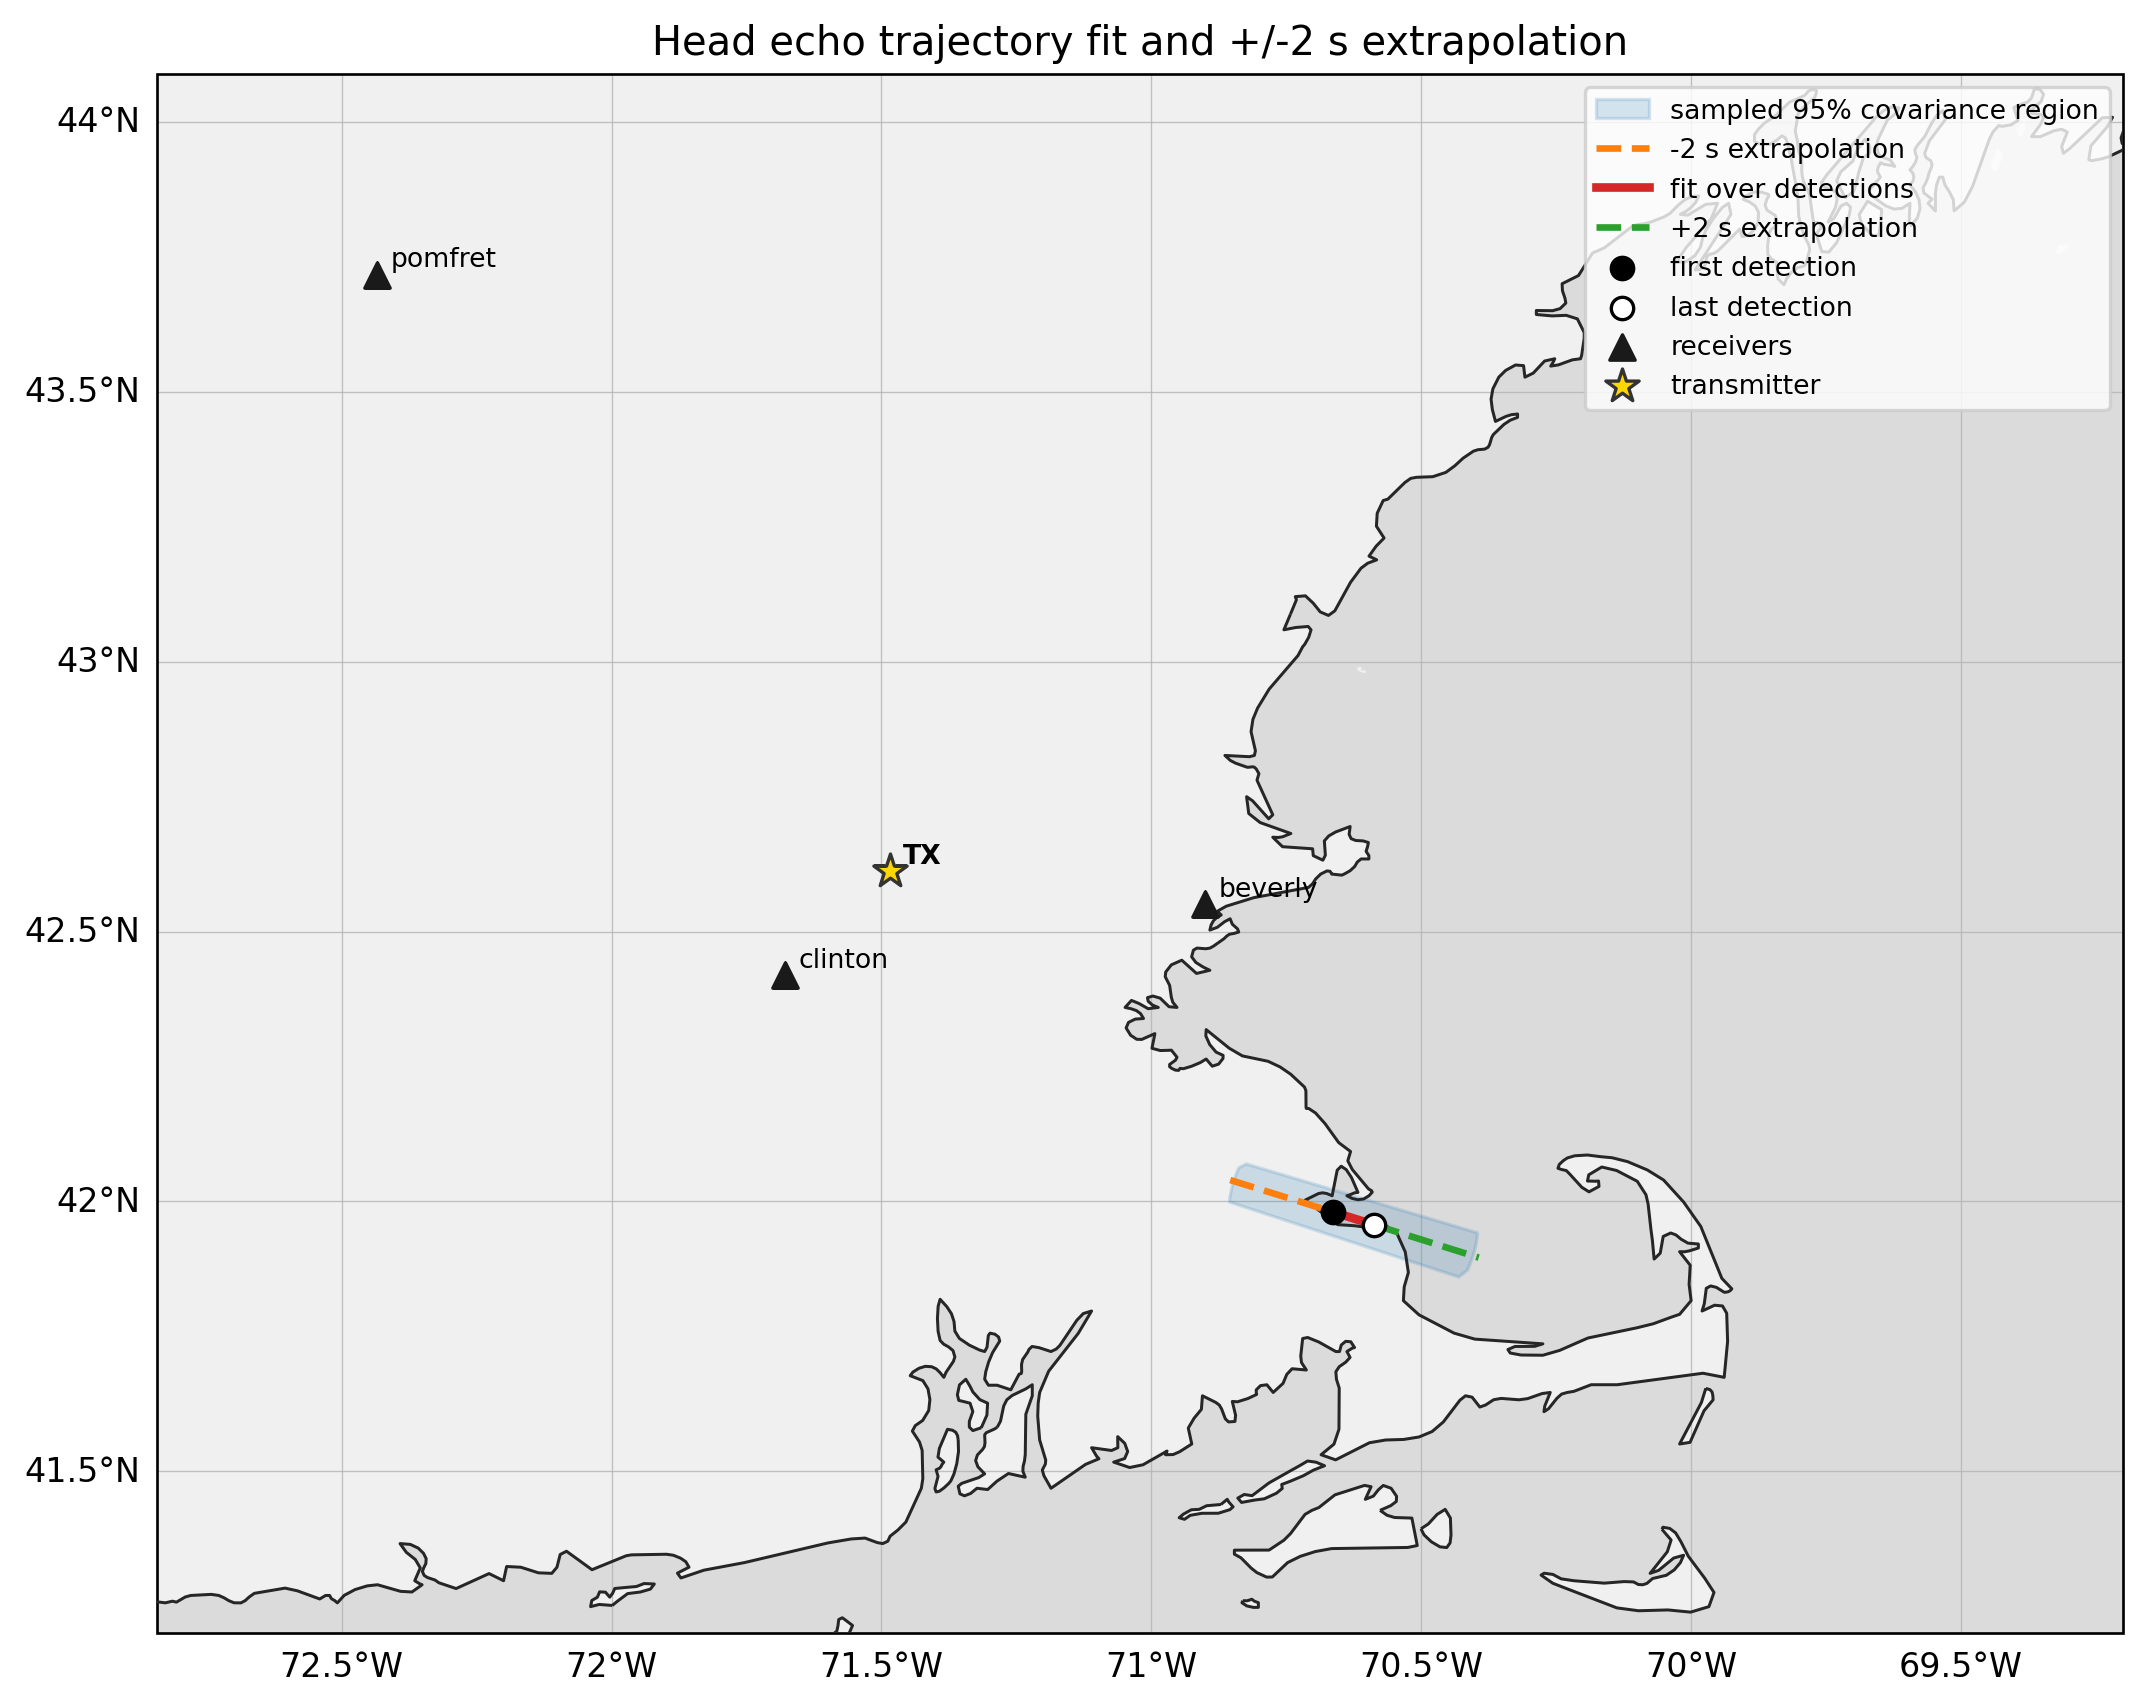 Head echo trajectory fit and +/-2 s extrapolation
sampled 95% covariance region
-2 s extrapolation
fit over detections
+2 s extrapolation
first detection
last detection
receivers
transmitter
pomfret
TX
beverly
clinton
44°N
43.5°N
43°N
42.5°N
42°N
41.5°N
72.5°W
72°W
71.5°W
71°W
70.5°W
70°W
69.5°W